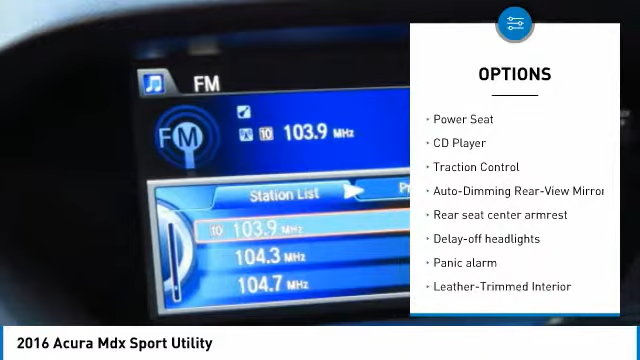 FM
FM
10 103.9 MHz
Station List
10 103.9 MHz
104.3 MHz
104.7 MHz
OPTIONS
• Power Seat
• CD Player
• Traction Control
• Auto-Dimming Rear-View Mirror
• Rear seat center armrest
• Delay-off headlights
• Panic alarm
• Leather-Trimmed Interior
2016 Acura Mdx Sport Utility